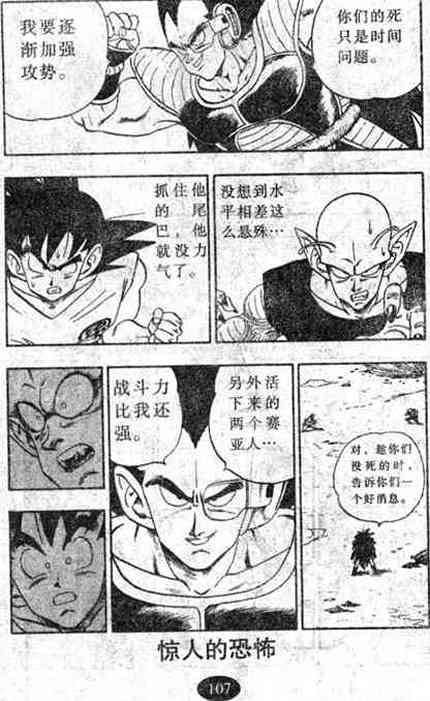 你们的死
只是时间
问题。
我要逐
渐加强
攻势。
没想到水
平相差这
么悬殊…
抓住他
的尾
巴，他
就没力
气了。
对，趁你们
没死的时，
告诉你们一
个好消息。
另外活
下来的
两个赛
亚人…
战斗力
比我还
强。
惊人的恐怖
107